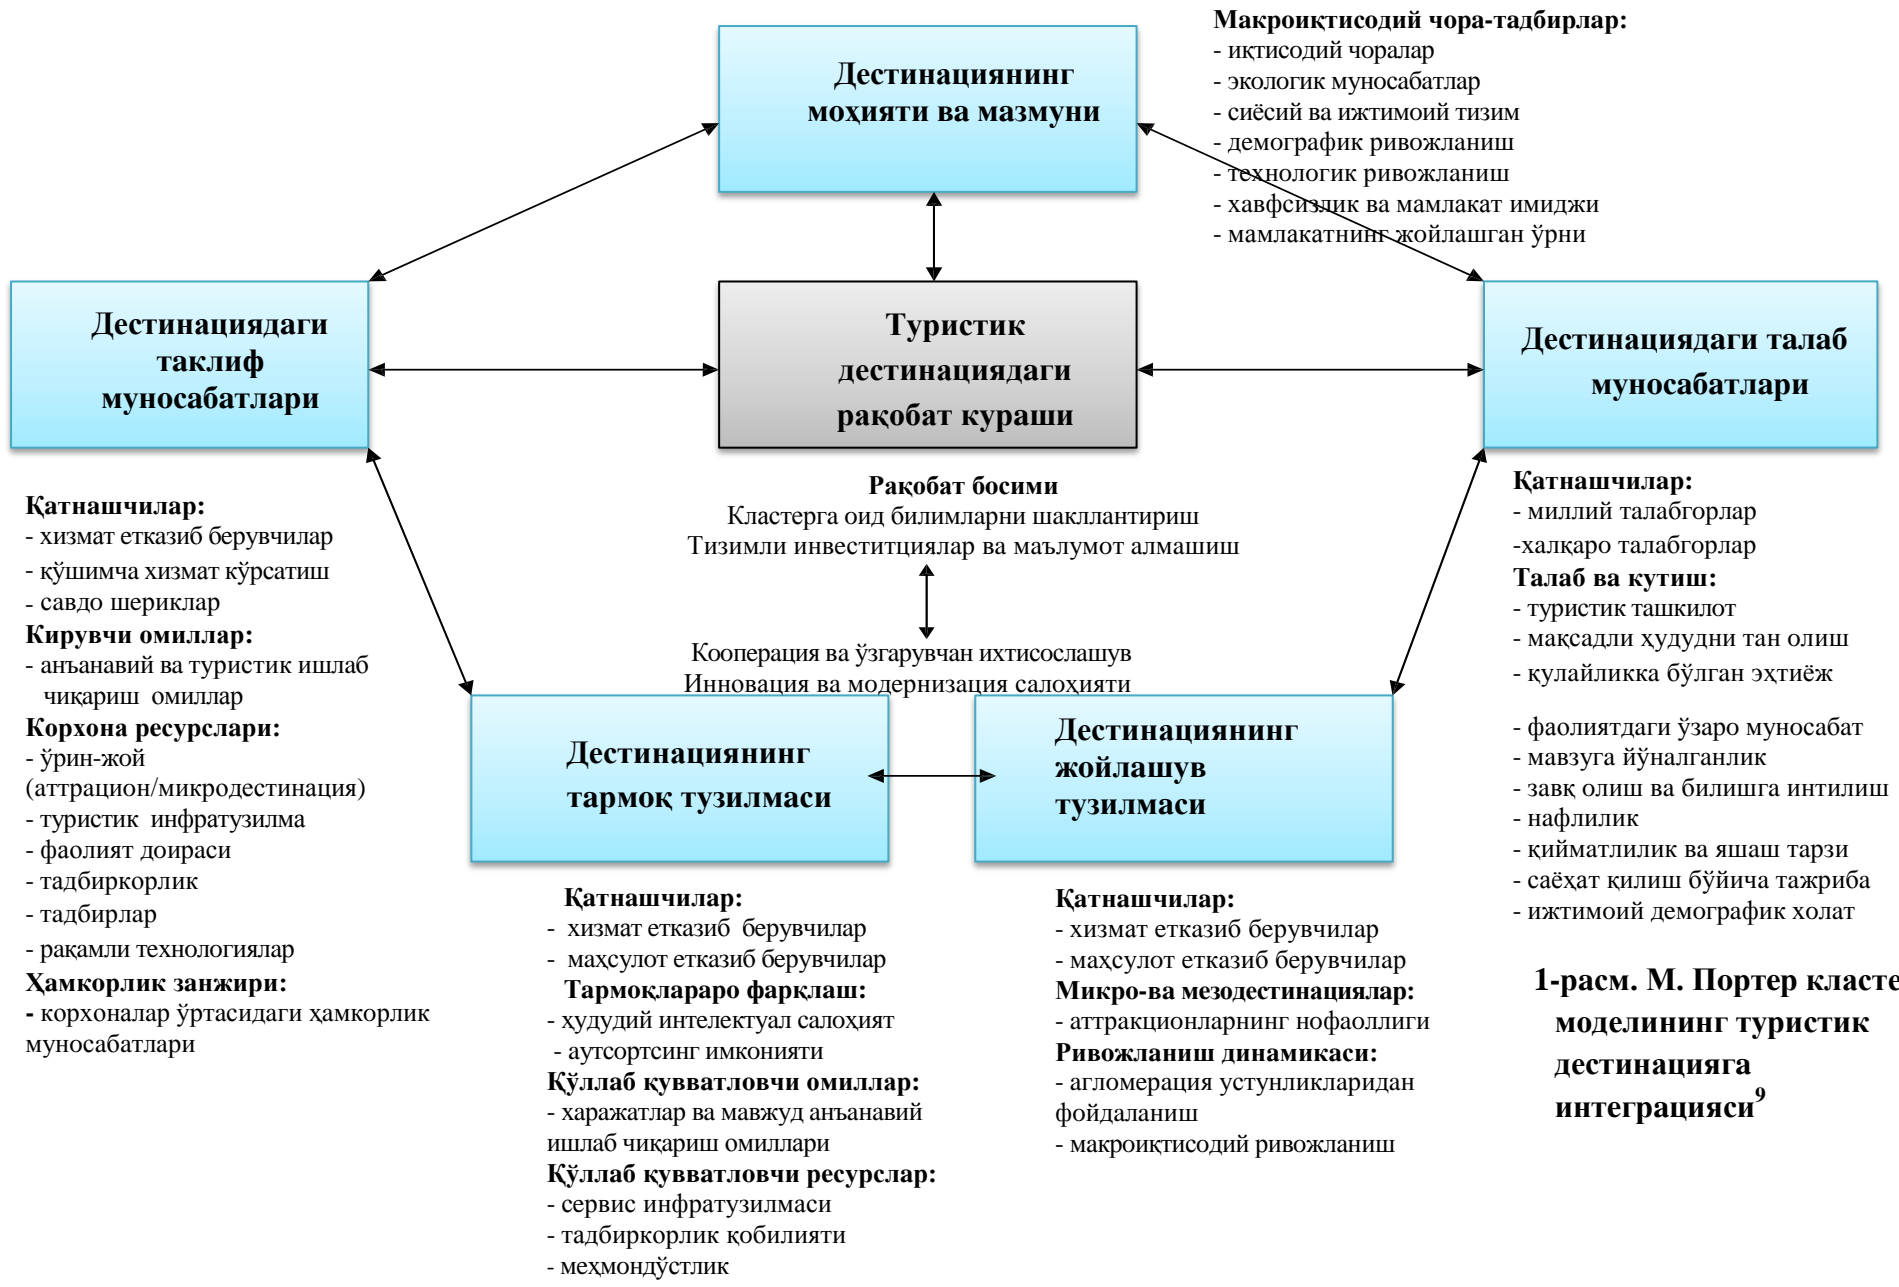 Макроиқтисодий чора-тадбирлар:
- иқтисодий чоралар
- экологик муносабатлар
- сиёсий ва ижтимоий тизим
- демографик ривожланиш
- технологик ривожланиш
- хавфсизлик ва мамлакат имиджи
- мамлакатнинг жойлашган ўрни
Дестинациянинг
моҳияти ва мазмуни
Дестинациядаги
таклиф
муносабатлари
Туристик
дестинациядаги
рақобат кураши
Дестинациядаги талаб
муносабатлари
Қатнашчилар:
- хизмат етказиб берувчилар
- қўшимча хизмат кўрсатиш
- савдо шериклар
Кирувчи омиллар:
- анъанавий ва туристик ишлаб
чиқариш омиллар
Корхона ресурслари:
- ўрин-жой
(аттрацион/микродестинация)
- туристик инфратузилма
- фаолият доираси
- тадбиркорлик
- тадбирлар
- рақамли технологиялар
Ҳамкорлик занжири:
- корхоналар ўртасидаги ҳамкорлик
муносабатлари
Рақобат босими
Кластерга оид билимларни шакллантириш
Тизимли инвеститциялар ва маълумот алмашиш
Кооперация ва ўзгарувчан ихтисослашув
Инновация ва модернизация салоҳияти
Дестинациянинг
тармоқ тузилмаси
Дестинациянинг
жойлашув
тузилмаси
Қатнашчилар:
- хизмат етказиб берувчилар
- маҳсулот етказиб берувчилар
Тармоқлараро фарқлаш:
- ҳудудий интелектуал салоҳият
- аутсортсинг имконияти
Қўллаб қувватловчи омиллар:
- харажатлар ва мавжуд анъанавий
ишлаб чиқариш омиллари
Қўллаб қувватловчи ресурслар:
- сервис инфратузилмаси
- тадбиркорлик қобилияти
- меҳмондўстлик
Қатнашчилар:
- хизмат етказиб берувчилар
- маҳсулот етказиб берувчилар
Микро-ва мезодестинациялар:
- аттракционларнинг нофаоллиги
Ривожланиш динамикаси:
- агломерация устунликларидан
фойдаланиш
- макроиқтисодий ривожланиш
Қатнашчилар:
- миллий талабгорлар
-халқаро талабгорлар
Талаб ва кутиш:
- туристик ташкилот
- мақсадли ҳудудни тан олиш
- қулайликка бўлган эҳтиёж
- фаолиятдаги ўзаро муносабат
- мавзуга йўналганлик
- завқ олиш ва билишга интилиш
- нафлилик
- қийматлилик ва яшаш тарзи
- саёҳат қилиш бўйича тажриба
- ижтимоий демографик холат
1-расм. М. Портер класте
моделининг туристик
дестинацияга
интеграцияси⁹